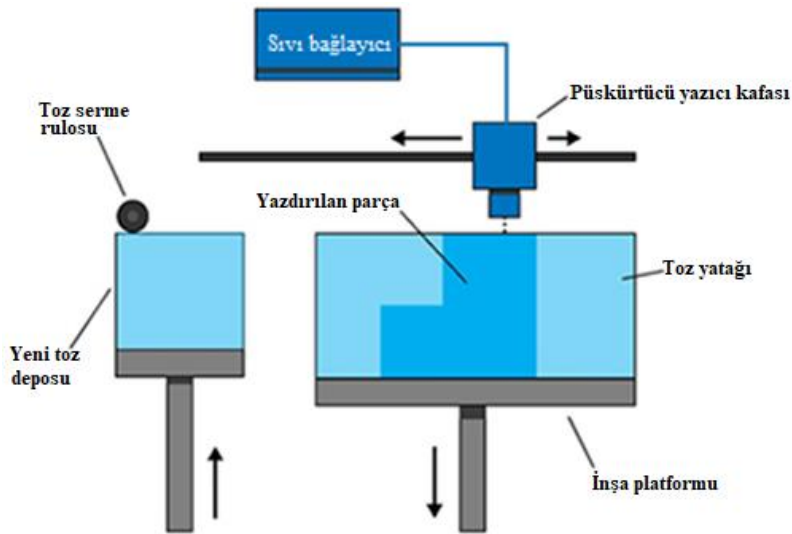 Sıvı bağlayıcı
Püskürtücü yazıcı kafası
Toz serme
rulosu
Yazdırılan parça
Toz yatağı
Yeni toz
deposu
İnşa platformu